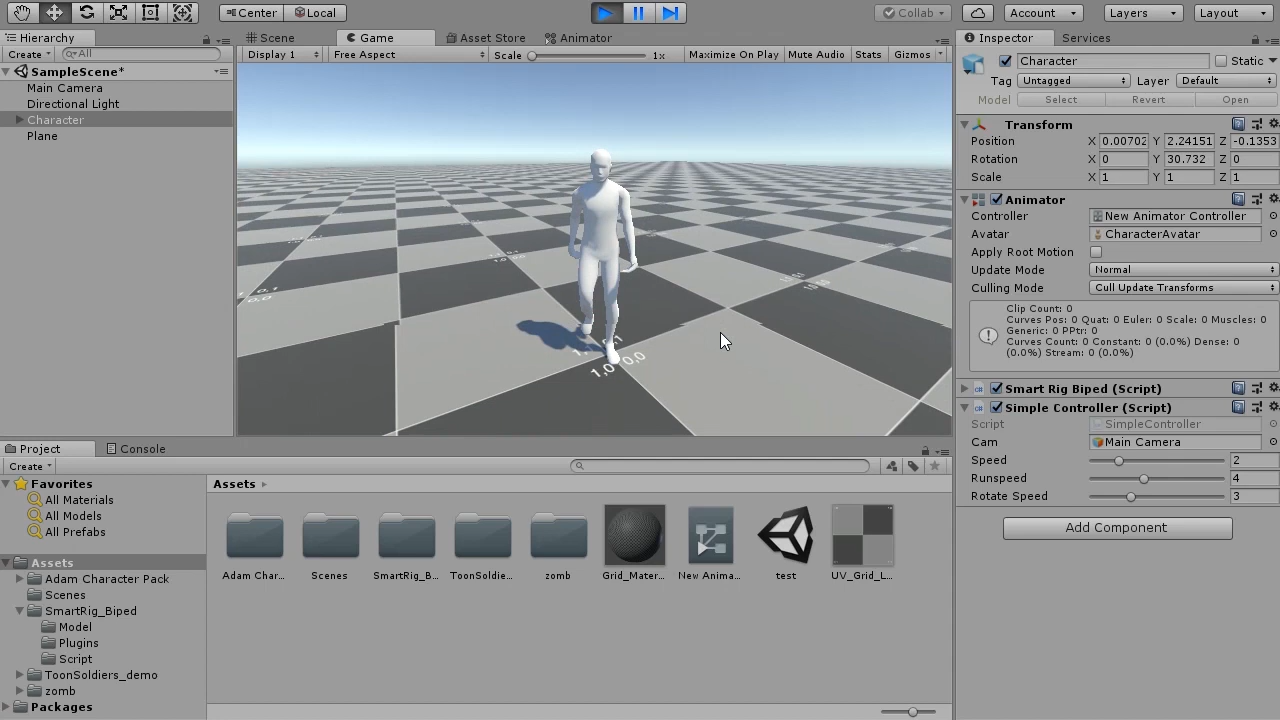 Center
Local
Collab
Account
Layers
Layout
Hierarchy
Create
All
SampleScene*
Main Camera
Directional Light
Character
Plane
Scene
Game
Asset Store
Animator
Display 1
Free Aspect
Scale
1x
Maximize On Play
Mute Audio
Stats
Gizmos
1,0 0,0
Inspector
Services
Character
Static
Tag
Untagged
Layer
Default
Model
Select
Revert
Open
Transform
Position
X 0.00702
Y 2.24151
Z -0.1353
Rotation
X 0
Y 30.732
Z 0
Scale
X 1
Y 1
Z 1
Animator
Controller
New Animator Controller
Avatar
CharacterAvatar
Apply Root Motion
Update Mode
Normal
Culling Mode
Cull Update Transforms
Clip Count: 0
Curves Pos: 0 Quat: 0 Euler: 0 Scale: 0 Muscles: 0
Generic: 0 PPtr: 0
Curves Count: 0 Constant: 0 (0.0%) Dense: 0
(0.0%) Stream: 0 (0.0%)
Smart Rig Biped (Script)
Simple Controller (Script)
Script
SimpleController
Cam
Main Camera
Speed
2
Runspeed
4
Rotate Speed
3
Add Component
Project
Console
Create
Favorites
All Materials
All Models
All Prefabs
Assets
Adam Character Pack
Scenes
SmartRig_Biped
Model
Plugins
Script
ToonSoldiers_demo
zomb
Packages
Assets
Adam Char...
Scenes
SmartRig_B...
ToonSoldie...
zomb
Grid_Mater...
New Anima...
test
UV_Grid_L...